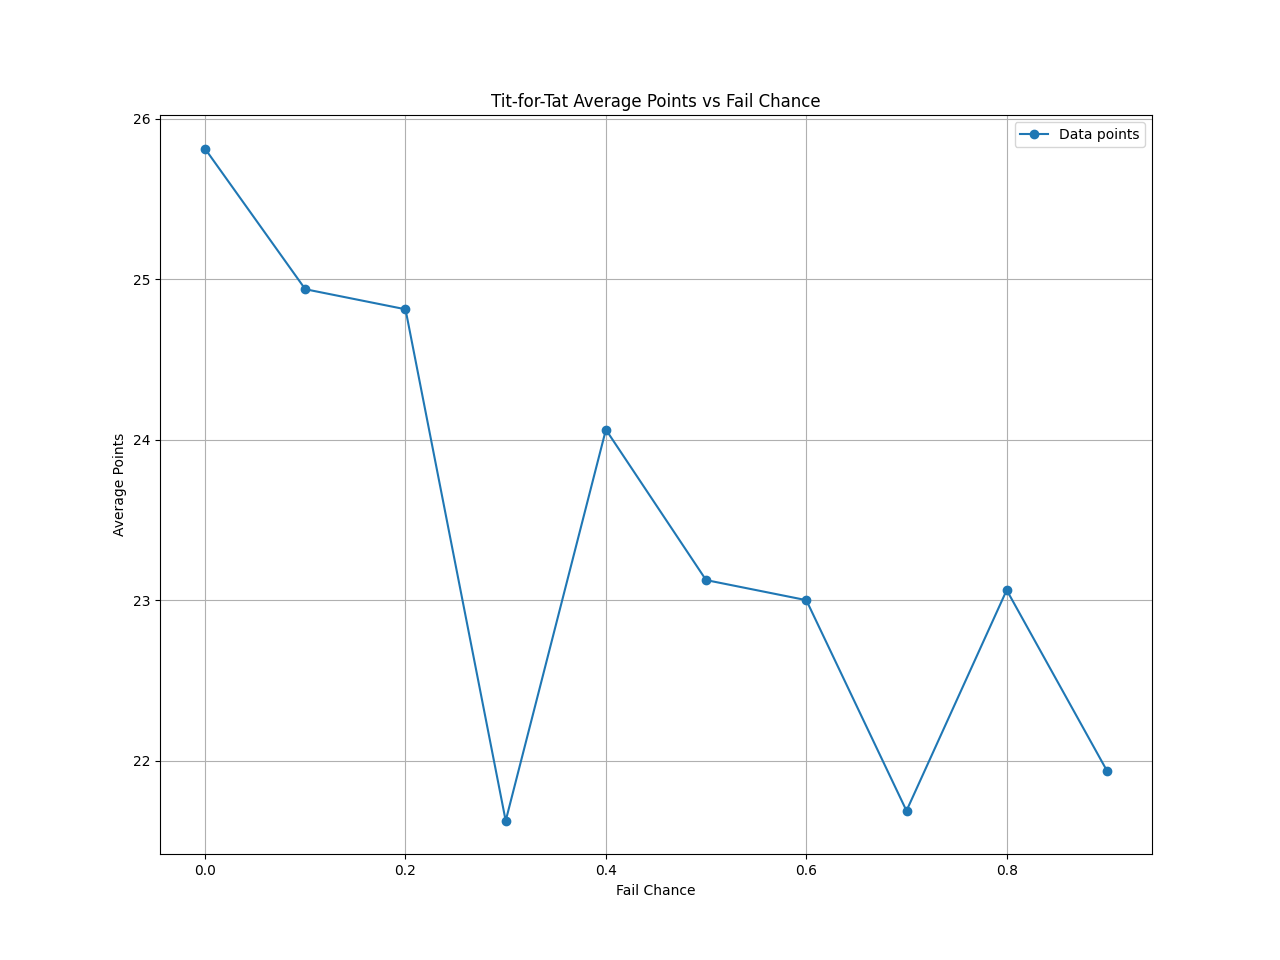 Tit-for-Tat Average Points vs Fail Chance
Data points
26
25
24
23
22
Average Points
0.0 0.2 0.4 0.6 0.8
Fail Chance